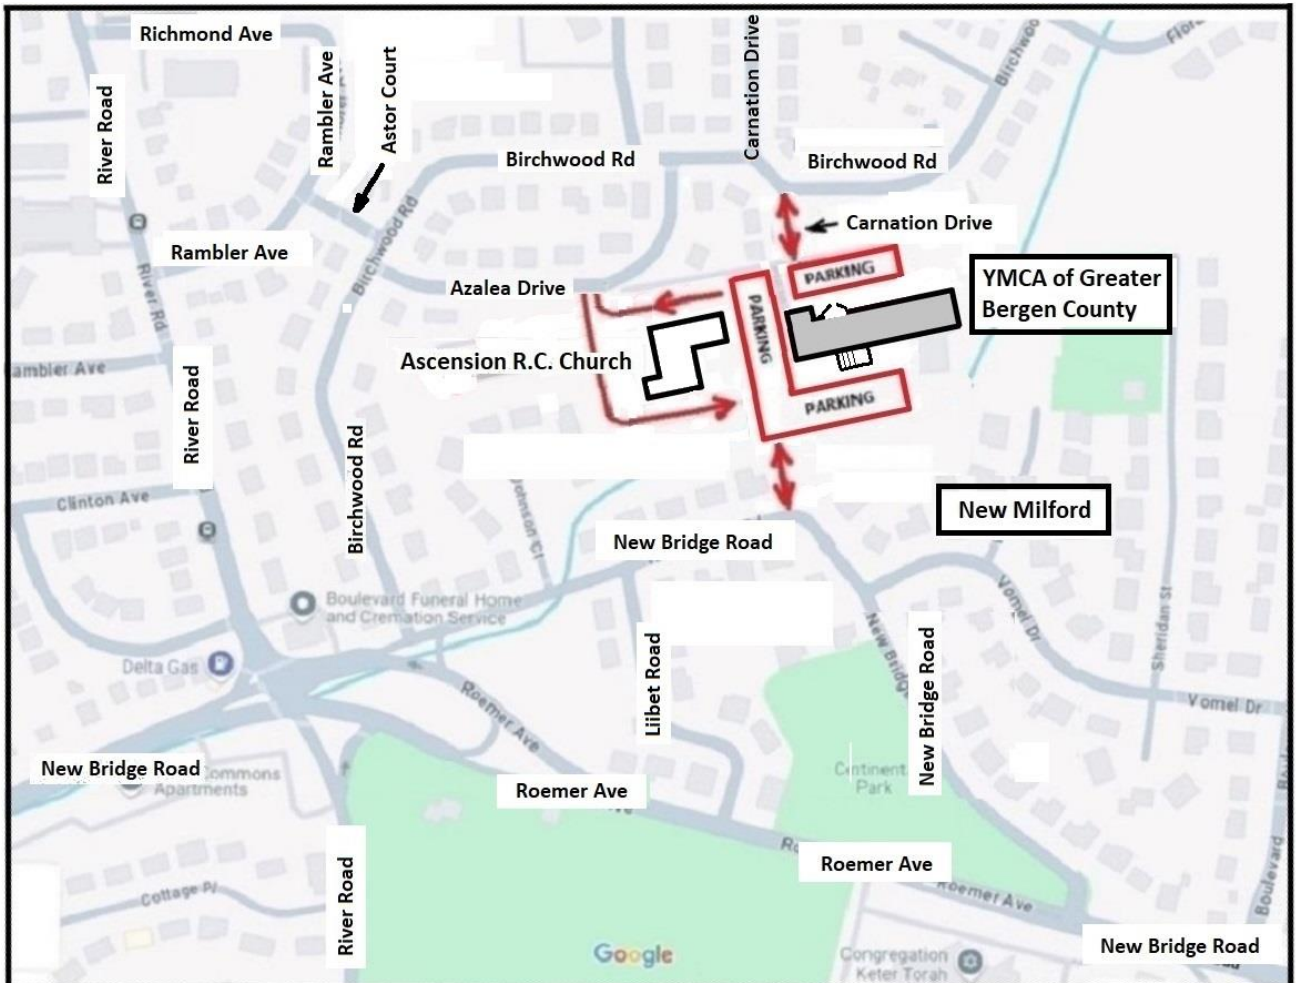 Richmond Ave
River Road
Rambler Ave
Astor Court
Carnation Drive
Birchwood Rd
Birchwood Rd
Carnation Drive
Rambler Ave
Birchwood Rd
River Rd
Azalea Drive
PARKING
PARKING
YMCA of Greater
Bergen County
Ascension R.C. Church
PARKING
River Road
Birchwood Rd
Clinton Ave
New Milford
New Bridge Road
Boulevard Funeral Home
and Cremation Service
Vomel Dr
Sheridan St
Delta Gas
Liibet Road
New Bridge
New Bridge Road
Roemer Ave
Vomel Dr
New Bridge Road
Commons
Apartments
Roemer Ave
Park
Roemer Ave
Roemer Ave
Cottage Pl
River Road
Boulevard
Google
Congregation
Keter Torah
New Bridge Road